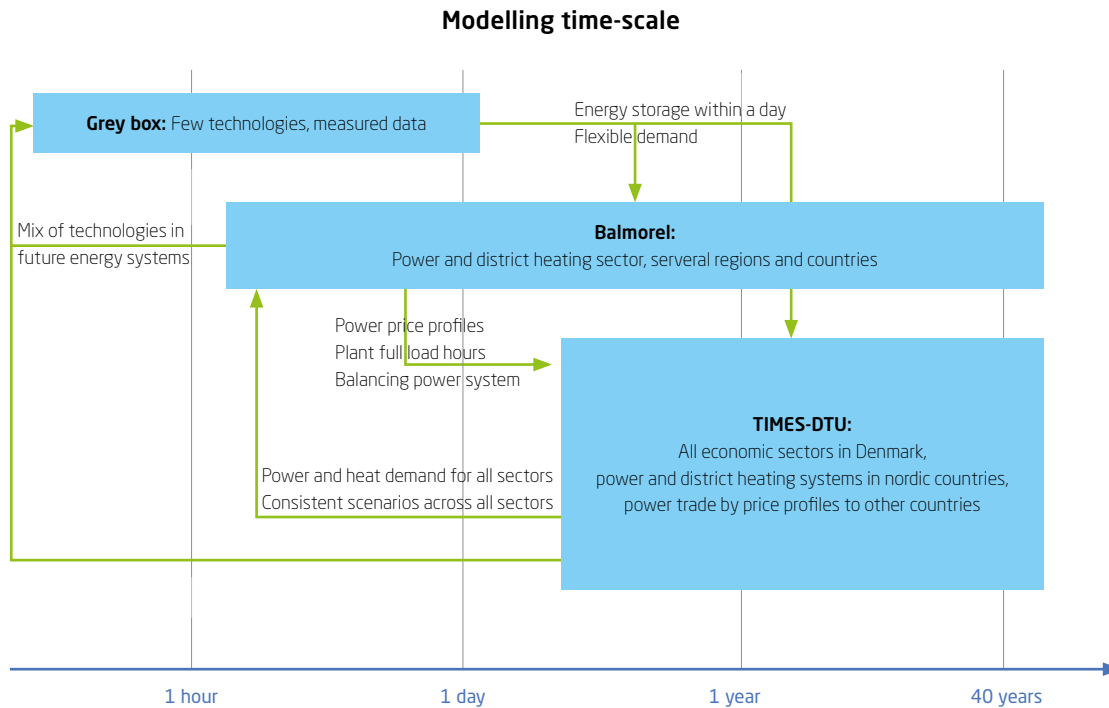 Modelling time-scale
Grey box: Few technologies, measured data
Energy storage within a day
Flexible demand
Mix of technologies in
future energy systems
Balmorel:
Power and district heating sector, serveral regions and countries
Power price profiles
Plant full load hours
Balancing power system
TIMES-DTU:
All economic sectors in Denmark,
power and district heating systems in nordic countries,
power trade by price profiles to other countries
Power and heat demand for all sectors
Consistent scenarios across all sectors
1 hour
1 day
1 year
40 years